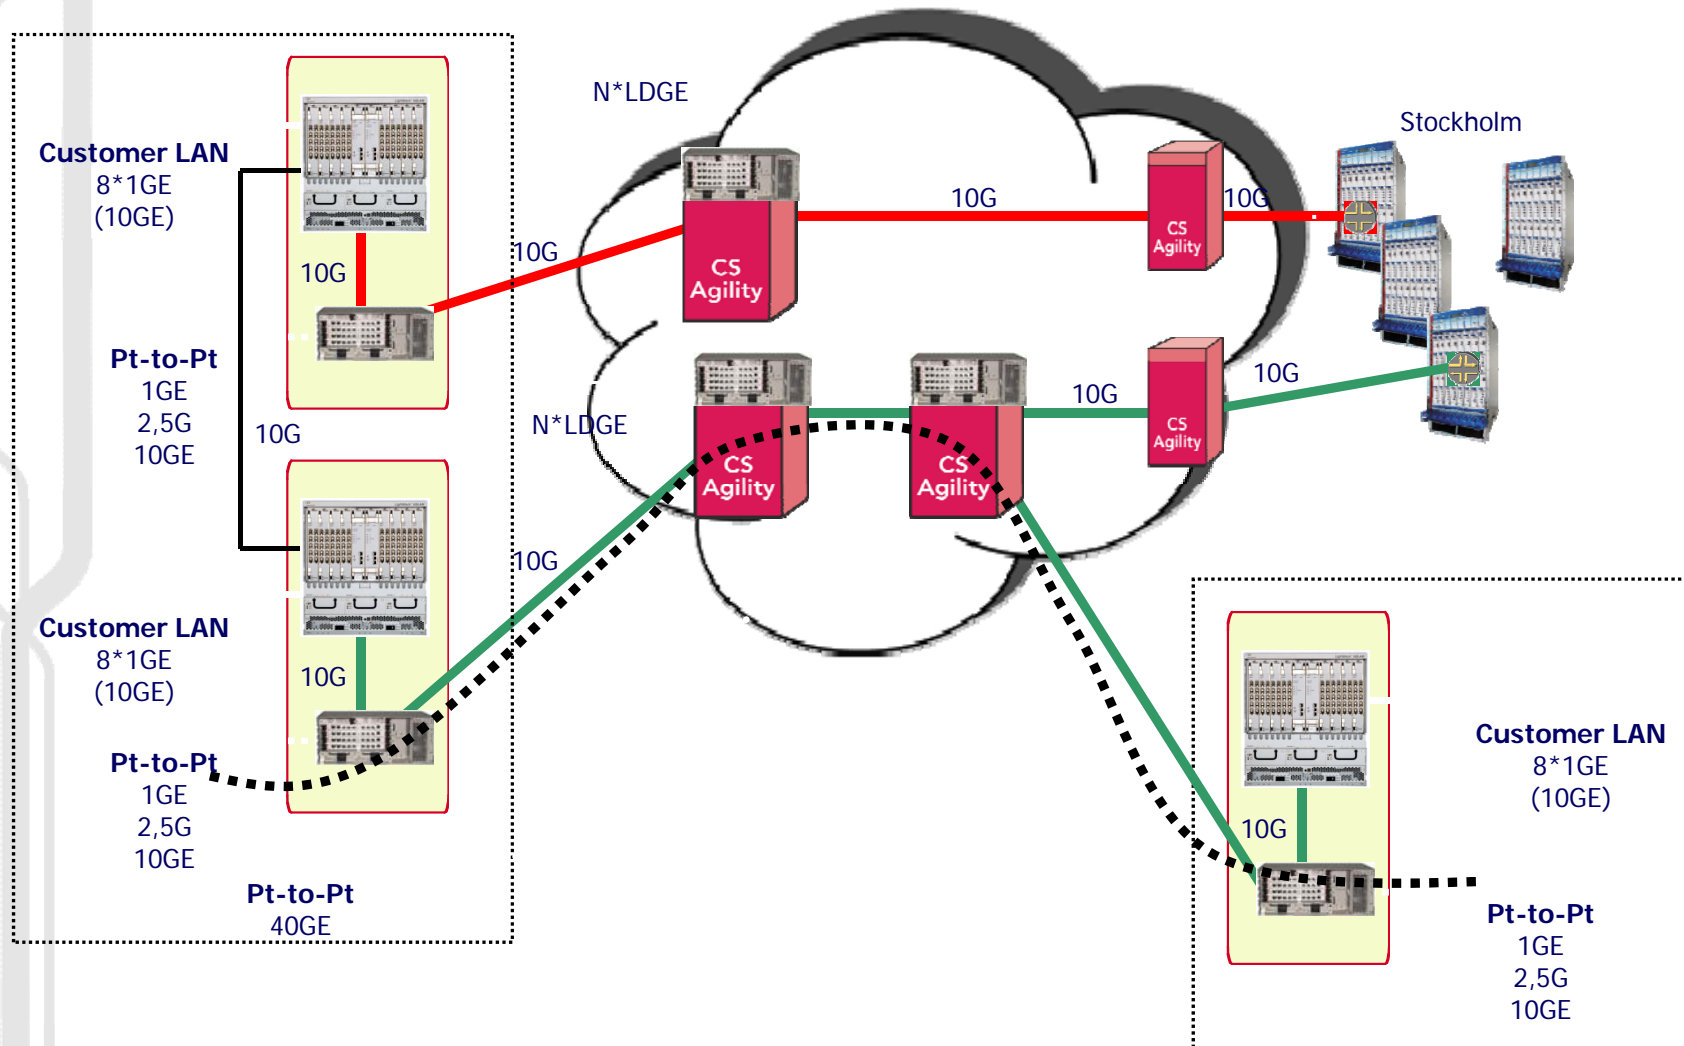 N*LDGE
Stockholm
Customer LAN
8*1GE
(10GE)
10G
10G
10G
10G
CS
Agility
CS
Agility
10G
Pt-to-Pt
1GE
2,5G
10GE
10G
N*LDGE
10G
10G
CS
Agility
CS
Agility
CS
Agility
10G
Customer LAN
8*1GE
(10GE)
10G
Pt-to-Pt
1GE
2,5G
10GE
Pt-to-Pt
40GE
Customer LAN
8*1GE
(10GE)
10G
Pt-to-Pt
1GE
2,5G
10GE